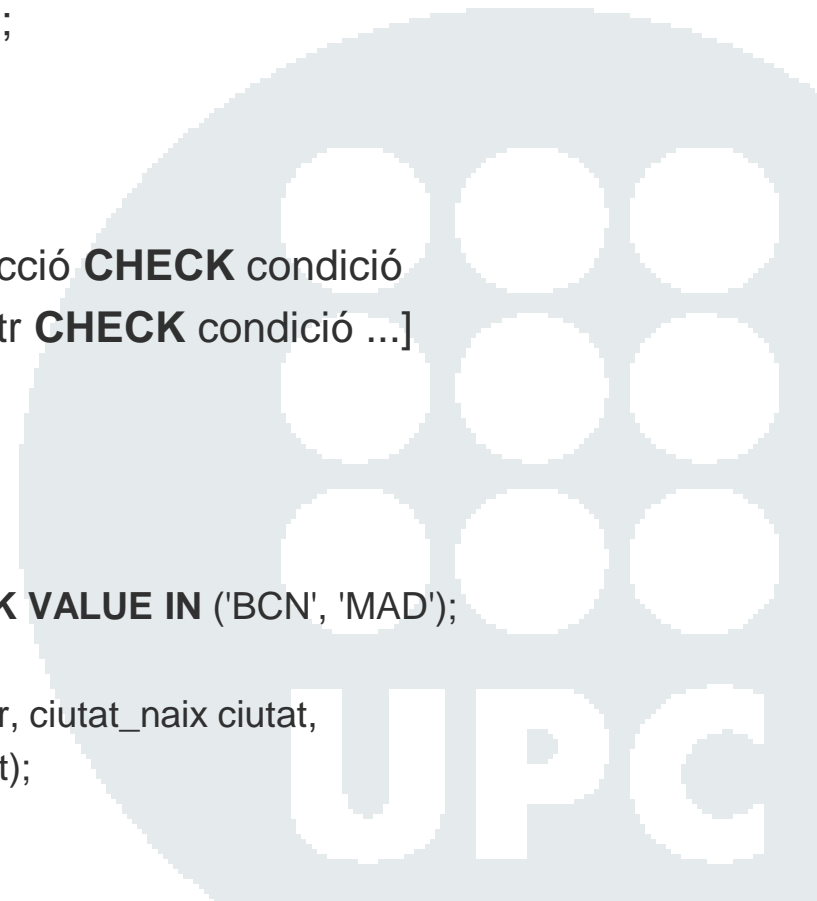 ;
cció CHECK condició
tr CHECK condició ...]
K VALUE IN ('BCN', 'MAD');
r, ciutat_naix ciutat,
t);
UPC